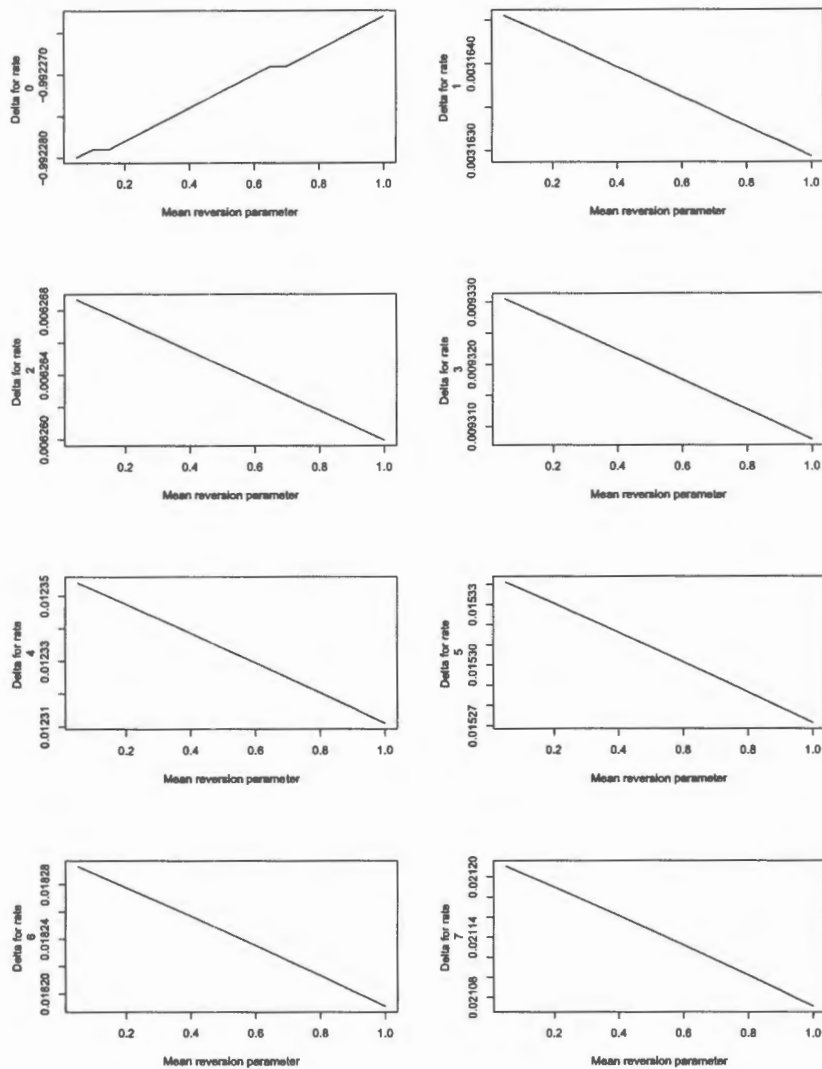 Delta for rate
0
-0.992280 -0.992270
0.2 0.4 0.6 0.8 1.0
Mean reversion parameter
Delta for rate
1
0.0031630 0.0031640
0.2 0.4 0.6 0.8 1.0
Mean reversion parameter
Delta for rate
2
0.006260 0.006264 0.006268
0.2 0.4 0.6 0.8 1.0
Mean reversion parameter
Delta for rate
3
0.009310 0.009320 0.009330
0.2 0.4 0.6 0.8 1.0
Mean reversion parameter
Delta for rate
4
0.01231 0.01233 0.01235
0.2 0.4 0.6 0.8 1.0
Mean reversion parameter
Delta for rate
5
0.01527 0.01530 0.01533
0.2 0.4 0.6 0.8 1.0
Mean reversion parameter
Delta for rate
6
0.01820 0.01824 0.01828
0.2 0.4 0.6 0.8 1.0
Mean reversion parameter
Delta for rate
7
0.02108 0.02114 0.02120
0.2 0.4 0.6 0.8 1.0
Mean reversion parameter